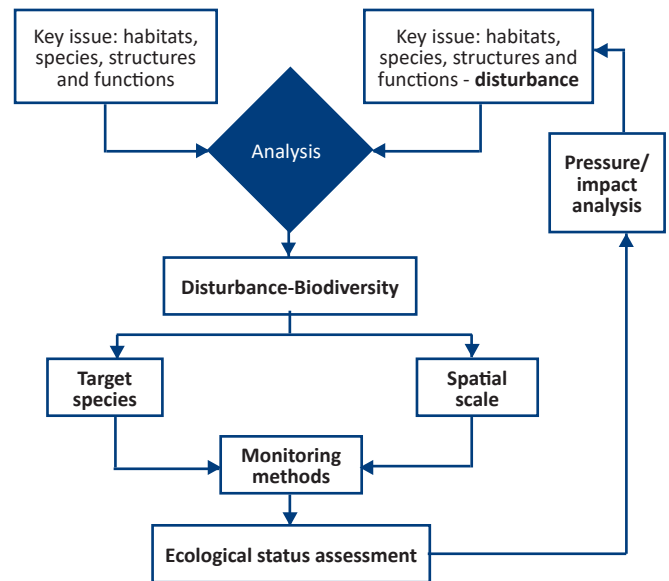 Key issue: habitats,
species, structures
and functions
Key issue: habitats,
species, structures and
functions - disturbance
Analysis
Pressure/
impact
analysis
Disturbance-Biodiversity
Target
species
Spatial
scale
Monitoring
methods
Ecological status assessment